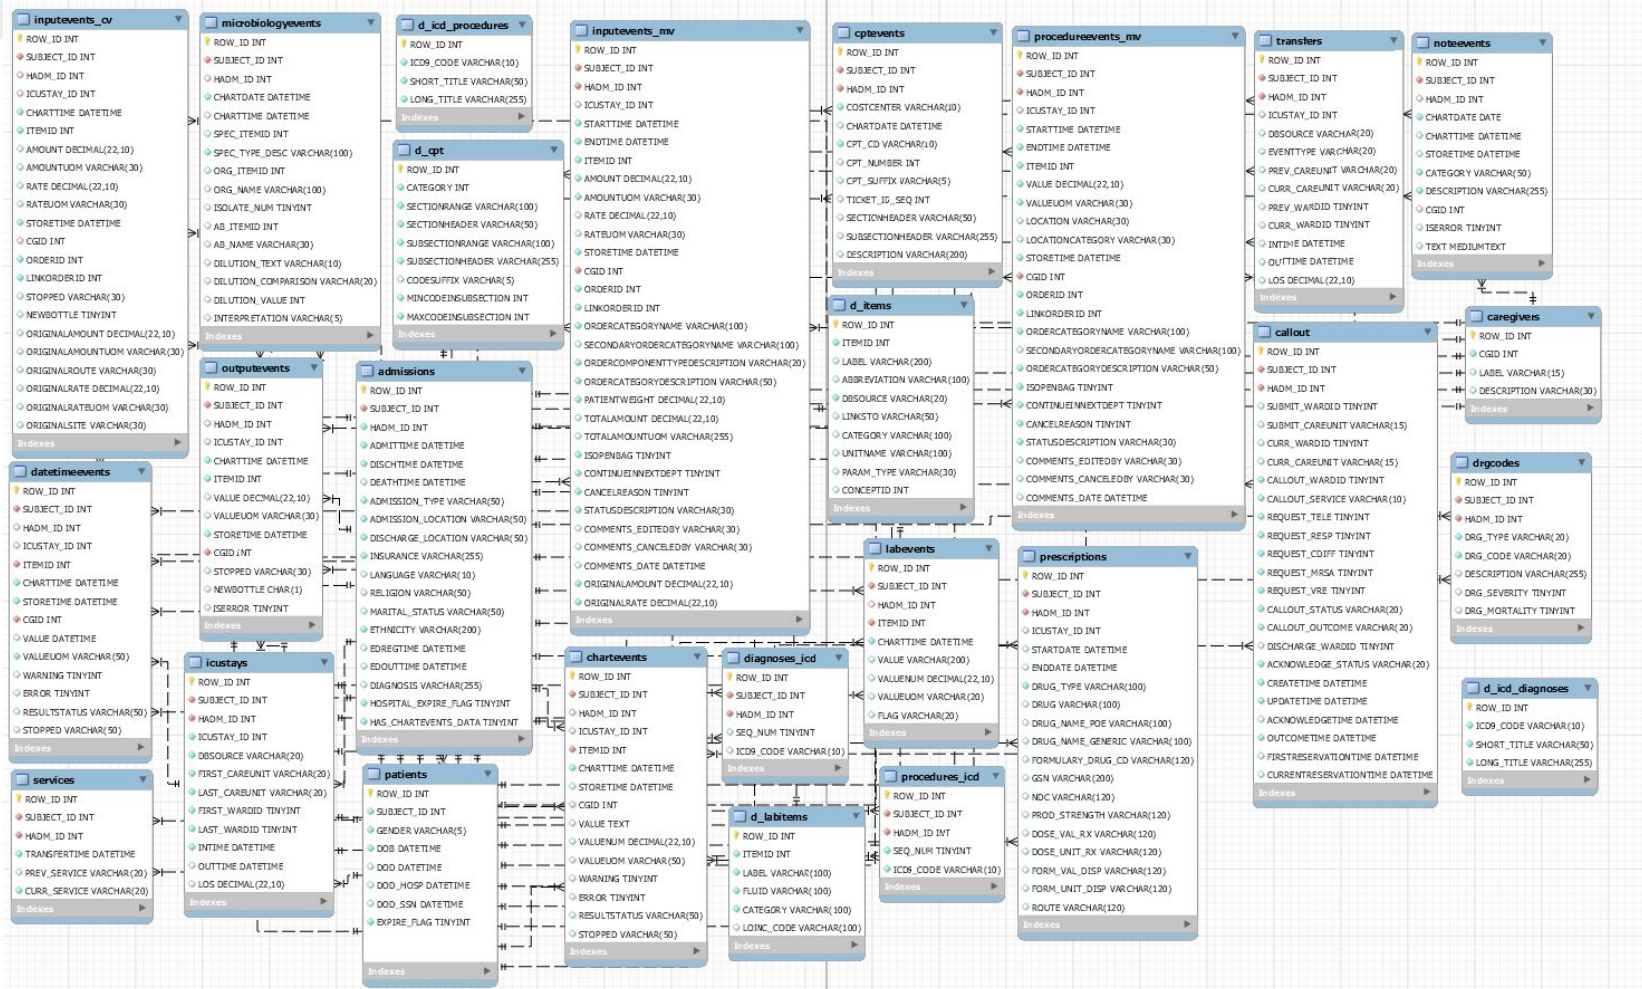 inputevents_cv
ROW_ID INT
SUBJECT_ID INT
HADM_ID INT
ICUSTAY_ID INT
CHARTTIME DATETIME
ITEMID INT
AMOUNT DECIMAL(22,10)
AMOUNTUOM VARCHAR(30)
RATE DECIMAL(22,10)
RATEUOM VARCHAR(30)
STORETIME DATETIME
CGID INT
ORDERID INT
LINKORDERID INT
STOPPED VARCHAR(30)
NEWBOTTLE TINYINT
ORIGINALAMOUNT DECIMAL(22,10)
ORIGINALAMOUNTUOM VARCHAR(30)
ORIGINALROUTE VARCHAR(30)
ORIGINALRATE DECIMAL(22,10)
ORIGINALRATEUOM VARCHAR(30)
ORIGINALSITE VARCHAR(30)
Indexes
microbiologyevents
ROW_ID INT
SUBJECT_ID INT
HADM_ID INT
CHARTDATE DATETIME
CHARTTIME DATETIME
SPEC_ITEMID INT
SPEC_TYPE_DESC VARCHAR(100)
ORG_ITEMID INT
ORG_NAME VARCHAR(100)
ISOLATE_NUM TINYINT
AB_ITEMID INT
AB_NAME VARCHAR(30)
DILUTION_TEXT VARCHAR(10)
DILUTION_COMPARISON VARCHAR(20)
DILUTION_VALUE INT
INTERPRETATION VARCHAR(5)
Indexes
d_icd_procedures
ROW_ID INT
ICD9_CODE VARCHAR(10)
SHORT_TITLE VARCHAR(50)
LONG_TITLE VARCHAR(255)
Indexes
d_cpt
ROW_ID INT
CATEGORY INT
SECTIONRANGE VARCHAR(100)
SECTIONHEADER VARCHAR(50)
SUBSECTIONRANGE VARCHAR(100)
SUBSECTIONHEADER VARCHAR(255)
CODESUFFIX VARCHAR(5)
MINCODEINSUBSECTION INT
MAXCODEINSUBSECTION INT
Indexes
inputevents_mv
ROW_ID INT
SUBJECT_ID INT
HADM_ID INT
ICUSTAY_ID INT
STARTTIME DATETIME
ENDTIME DATETIME
ITEMID INT
AMOUNT DECIMAL(22,10)
AMOUNTUOM VARCHAR(30)
RATE DECIMAL(22,10)
RATEUOM VARCHAR(30)
STORETIME DATETIME
CGID INT
ORDERID INT
LINKORDERID INT
ORDERCATEGORYNAME VARCHAR(100)
SECONDARYORDERCATEGORYNAME VARCHAR(100)
ORDERCOMPONENTTYPEDESCRIPTION VARCHAR(20)
ORDERCATEGORYDESCRIPTION VARCHAR(50)
PATIENTWEIGHT DECIMAL(22,10)
TOTALAMOUNT DECIMAL(22,10)
TOTALAMOUNTUOM VARCHAR(255)
ISOPENBAG TINYINT
CONTINUEINNEXTDEPT TINYINT
CANCELREASON TINYINT
STATUSDESCRIPTION VARCHAR(30)
COMMENTS_EDITEDBY VARCHAR(30)
COMMENTS_CANCELEDBY VARCHAR(30)
COMMENTS_DATE DATETIME
ORIGINALAMOUNT DECIMAL(22,10)
ORIGINALRATE DECIMAL(22,10)
Indexes
cptevents
ROW_ID INT
SUBJECT_ID INT
HADM_ID INT
COSTCENTER VARCHAR(10)
CHARTDATE DATETIME
CPT_CD VARCHAR(10)
CPT_NUMBER INT
CPT_SUFFIX VARCHAR(5)
TICKET_ID_SEQ INT
SECTIONHEADER VARCHAR(50)
SUBSECTIONHEADER VARCHAR(255)
DESCRIPTION VARCHAR(200)
Indexes
procedureevents_mv
ROW_ID INT
SUBJECT_ID INT
HADM_ID INT
ICUSTAY_ID INT
STARTTIME DATETIME
ENDTIME DATETIME
ITEMID INT
VALUE DECIMAL(22,10)
VALUEUOM VARCHAR(30)
LOCATION VARCHAR(30)
LOCATIONCATEGORY VARCHAR(30)
STORETIME DATETIME
CGID INT
ORDERID INT
LINKORDERID INT
ORDERCATEGORYNAME VARCHAR(100)
SECONDARYORDERCATEGORYNAME VARCHAR(100)
ORDERCATEGORYDESCRIPTION VARCHAR(50)
ISOPENBAG TINYINT
CONTINUEINNEXTDEPT TINYINT
CANCELREASON TINYINT
STATUSDESCRIPTION VARCHAR(30)
COMMENTS_EDITEDBY VARCHAR(30)
COMMENTS_CANCELEDBY VARCHAR(30)
COMMENTS_DATE DATETIME
Indexes
transfers
ROW_ID INT
SUBJECT_ID INT
HADM_ID INT
ICUSTAY_ID INT
DBSOURCE VARCHAR(20)
EVENTTYPE VARCHAR(20)
PREV_CAREUNIT VARCHAR(20)
CURR_CAREUNIT VARCHAR(20)
PREV_WARDID TINYINT
CURR_WARDID TINYINT
INTIME DATETIME
OUTTIME DATETIME
LOS DECIMAL(22,10)
Indexes
noteevents
ROW_ID INT
SUBJECT_ID INT
HADM_ID INT
CHARTDATE DATE
CHARTTIME DATETIME
STORETIME DATETIME
CATEGORY VARCHAR(50)
DESCRIPTION VARCHAR(255)
CGID INT
ISERROR TINYINT
TEXT MEDIUMTEXT
Indexes
d_items
ROW_ID INT
ITEMID INT
LABEL VARCHAR(200)
ABBREVIATION VARCHAR(100)
DBSOURCE VARCHAR(20)
LINKSTO VARCHAR(50)
CATEGORY VARCHAR(100)
UNITNAME VARCHAR(100)
PARAM_TYPE VARCHAR(30)
CONCEPTID INT
Indexes
callout
ROW_ID INT
SUBJECT_ID INT
HADM_ID INT
SUBMIT_WARDID TINYINT
SUBMIT_CAREUNIT VARCHAR(15)
CURR_WARDID TINYINT
CURR_CAREUNIT VARCHAR(15)
CALLOUT_WARDID TINYINT
CALLOUT_SERVICE VARCHAR(10)
REQUEST_TELE TINYINT
REQUEST_RESP TINYINT
REQUEST_CDIFF TINYINT
REQUEST_MRSA TINYINT
REQUEST_VRE TINYINT
CALLOUT_STATUS VARCHAR(20)
CALLOUT_OUTCOME VARCHAR(20)
DISCHARGE_WARDID TINYINT
ACKNOWLEDGE_STATUS VARCHAR(20)
CREATETIME DATETIME
UPDATETIME DATETIME
ACKNOWLEDGETIME DATETIME
OUTCOMETIME DATETIME
FIRSTRESERVATIONTIME DATETIME
CURRENTRESERVATIONTIME DATETIME
Indexes
caregivers
ROW_ID INT
CGID INT
LABEL VARCHAR(15)
DESCRIPTION VARCHAR(30)
Indexes
outputevents
ROW_ID INT
SUBJECT_ID INT
HADM_ID INT
ICUSTAY_ID INT
CHARTTIME DATETIME
ITEMID INT
VALUE DECIMAL(22,10)
VALUEUOM VARCHAR(30)
STORETIME DATETIME
CGID INT
STOPPED VARCHAR(30)
NEWBOTTLE CHAR(1)
ISERROR TINYINT
Indexes
admissions
ROW_ID INT
SUBJECT_ID INT
HADM_ID INT
ADMITTIME DATETIME
DISCHTIME DATETIME
DEATHTIME DATETIME
ADMISSION_TYPE VARCHAR(50)
ADMISSION_LOCATION VARCHAR(50)
DISCHARGE_LOCATION VARCHAR(50)
INSURANCE VARCHAR(255)
LANGUAGE VARCHAR(10)
RELIGION VARCHAR(50)
MARITAL_STATUS VARCHAR(50)
ETHNICITY VARCHAR(200)
EDREGTIME DATETIME
EDOUTTIME DATETIME
DIAGNOSIS VARCHAR(255)
HOSPITAL_EXPIRE_FLAG TINYINT
HAS_CHARTEVENTS_DATA TINYINT
Indexes
datetimeevents
ROW_ID INT
SUBJECT_ID INT
HADM_ID INT
ICUSTAY_ID INT
ITEMID INT
CHARTTIME DATETIME
STORETIME DATETIME
CGID INT
VALUE DATETIME
VALUEUOM VARCHAR(50)
WARNING TINYINT
ERROR TINYINT
RESULTSTATUS VARCHAR(50)
STOPPED VARCHAR(50)
Indexes
drgcodes
ROW_ID INT
SUBJECT_ID INT
HADM_ID INT
DRG_TYPE VARCHAR(20)
DRG_CODE VARCHAR(20)
DESCRIPTION VARCHAR(255)
DRG_SEVERITY TINYINT
DRG_MORTALITY TINYINT
Indexes
labevents
ROW_ID INT
SUBJECT_ID INT
HADM_ID INT
ITEMID INT
CHARTTIME DATETIME
VALUE VARCHAR(200)
VALUENUM DECIMAL(22,10)
VALUEUOM VARCHAR(20)
FLAG VARCHAR(20)
Indexes
prescriptions
ROW_ID INT
SUBJECT_ID INT
HADM_ID INT
ICUSTAY_ID INT
STARTDATE DATETIME
ENDDATE DATETIME
DRUG_TYPE VARCHAR(100)
DRUG VARCHAR(100)
DRUG_NAME_POE VARCHAR(100)
DRUG_NAME_GENERIC VARCHAR(100)
FORMULARY_DRUG_CD VARCHAR(120)
GSN VARCHAR(200)
NDC VARCHAR(120)
PROD_STRENGTH VARCHAR(120)
DOSE_VAL_RX VARCHAR(120)
DOSE_UNIT_RX VARCHAR(120)
FORM_VAL_DISP VARCHAR(120)
FORM_UNIT_DISP VARCHAR(120)
ROUTE VARCHAR(120)
Indexes
icustays
ROW_ID INT
SUBJECT_ID INT
HADM_ID INT
ICUSTAY_ID INT
DBSOURCE VARCHAR(20)
FIRST_CAREUNIT VARCHAR(20)
LAST_CAREUNIT VARCHAR(20)
FIRST_WARDID TINYINT
LAST_WARDID TINYINT
INTIME DATETIME
OUTTIME DATETIME
LOS DECIMAL(22,10)
Indexes
chartevents
ROW_ID INT
SUBJECT_ID INT
HADM_ID INT
ICUSTAY_ID INT
ITEMID INT
CHARTTIME DATETIME
STORETIME DATETIME
CGID INT
VALUE TEXT
VALUENUM DECIMAL(22,10)
VALUEUOM VARCHAR(50)
WARNING TINYINT
ERROR TINYINT
RESULTSTATUS VARCHAR(50)
STOPPED VARCHAR(50)
Indexes
diagnoses_icd
ROW_ID INT
SUBJECT_ID INT
HADM_ID INT
SEQ_NUM TINYINT
ICD9_CODE VARCHAR(10)
Indexes
d_icd_diagnoses
ROW_ID INT
ICD9_CODE VARCHAR(10)
SHORT_TITLE VARCHAR(50)
LONG_TITLE VARCHAR(255)
Indexes
services
ROW_ID INT
SUBJECT_ID INT
HADM_ID INT
TRANSFERTIME DATETIME
PREV_SERVICE VARCHAR(20)
CURR_SERVICE VARCHAR(20)
Indexes
patients
ROW_ID INT
SUBJECT_ID INT
GENDER VARCHAR(5)
DOB DATETIME
DOD DATETIME
DOD_HOSP DATETIME
DOD_SSN DATETIME
EXPIRE_FLAG TINYINT
Indexes
d_labitems
ROW_ID INT
ITEMID INT
LABEL VARCHAR(100)
FLUID VARCHAR(100)
CATEGORY VARCHAR(100)
LOINC_CODE VARCHAR(100)
Indexes
procedures_icd
ROW_ID INT
SUBJECT_ID INT
HADM_ID INT
SEQ_NUM TINYINT
ICD9_CODE VARCHAR(10)
Indexes